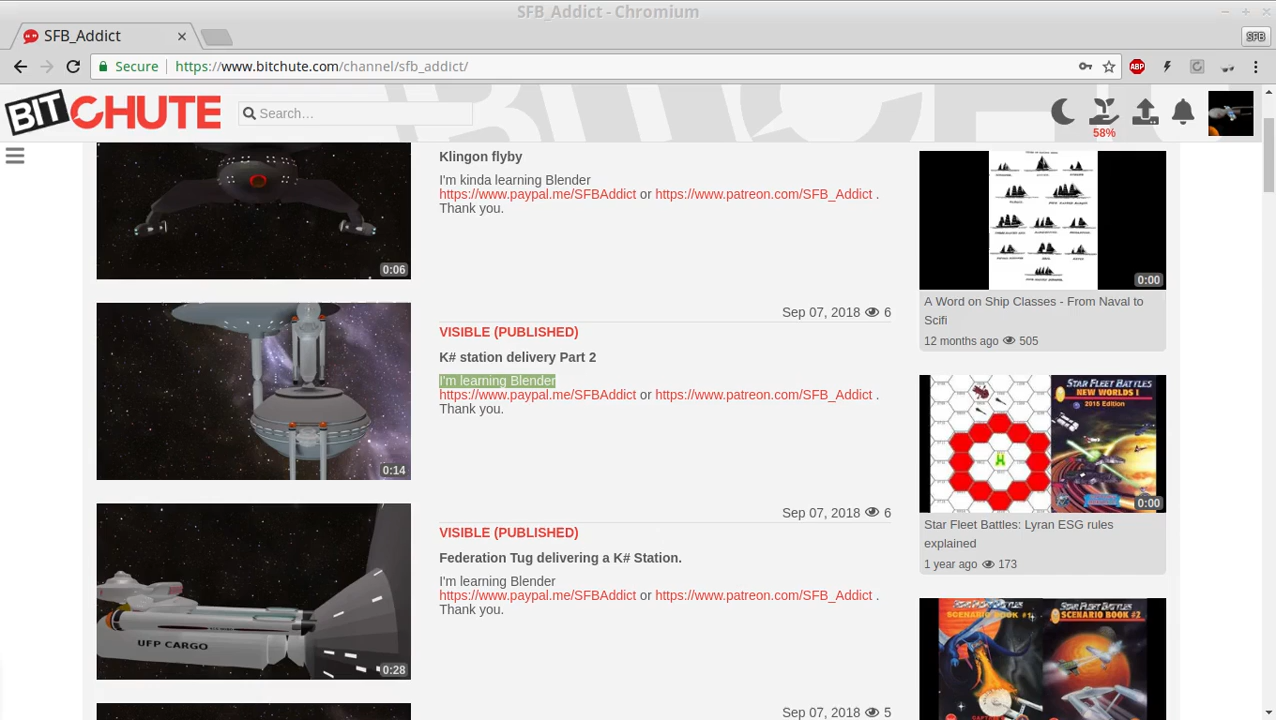 SFB_Addict - Chromium
SFB_Addict
SFB
Secure
https://www.bitchute.com/channel/sfb_addict/
ABP
BITCHUTE
Search…
58%
Klingon flyby
I'm kinda learning Blender
https://www.paypal.me/SFBAddict or https://www.patreon.com/SFB_Addict .
Thank you.
0:06
Sep 07, 2018 6
VISIBLE (PUBLISHED)
K# station delivery Part 2
I'm learning Blender
https://www.paypal.me/SFBAddict or https://www.patreon.com/SFB_Addict .
Thank you.
0:14
Sep 07, 2018 6
VISIBLE (PUBLISHED)
Federation Tug delivering a K# Station.
I'm learning Blender
https://www.paypal.me/SFBAddict or https://www.patreon.com/SFB_Addict .
Thank you.
UFP CARGO
0:28
Sep 07, 2018 5
0:00
A Word on Ship Classes - From Naval to
Scifi
12 months ago 505
STAR FLEET BATTLES
NEW WORLDS I
2015 Edition
0:00
Star Fleet Battles: Lyran ESG rules
explained
1 year ago 173
STAR FLEET BATTLES
SCENARIO BOOK #1
STAR FLEET BATTLES
SCENARIO BOOK #2